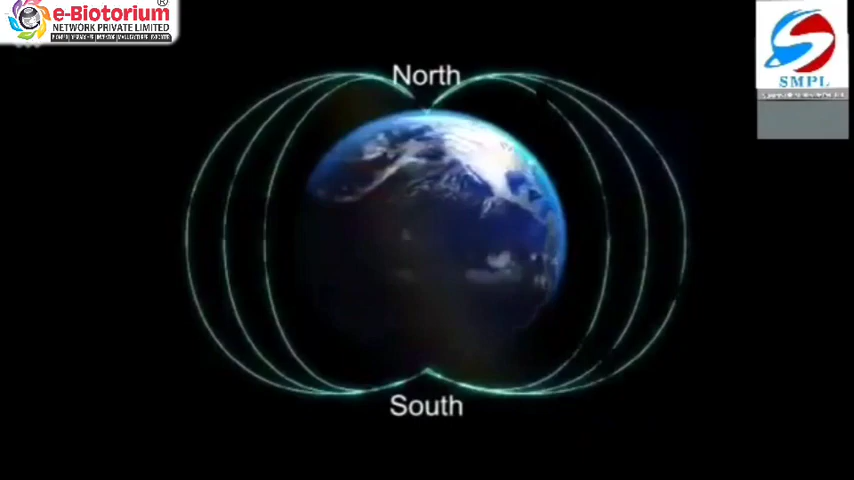 e-Biotorium®
NETWORK PRIVATE LIMITED
SMPL
North
South